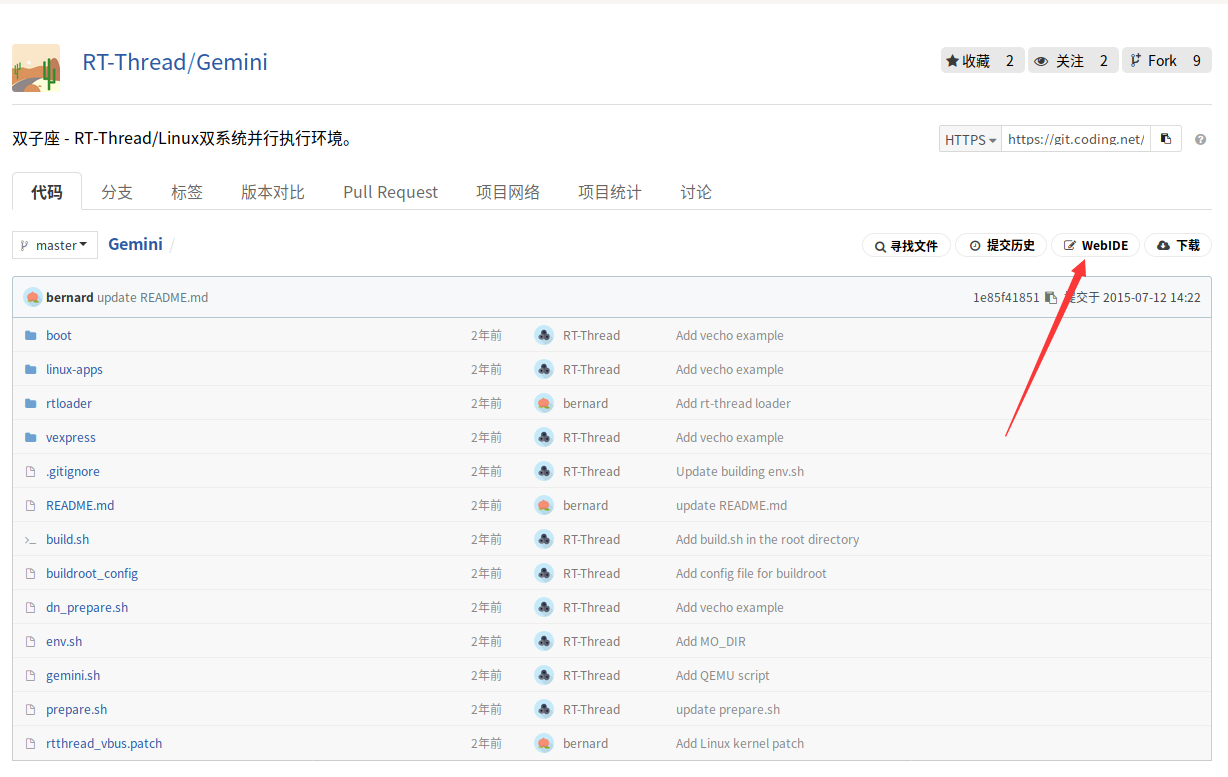 RT-Thread/Gemini
收藏 2 关注 2 Fork 9
双子座 - RT-Thread/Linux双系统并行执行环境。
HTTPS https://git.coding.net/
代码 分支 标签 版本对比 Pull Request 项目网络 项目统计 讨论
master Gemini / 寻找文件 提交历史 WebIDE 下载
bernard update README.md 1e85f41851 提交于 2015-07-12 14:22
boot 2年前 RT-Thread Add vecho example
linux-apps 2年前 RT-Thread Add vecho example
rtloader 2年前 bernard Add rt-thread loader
vexpress 2年前 RT-Thread Add vecho example
.gitignore 2年前 RT-Thread Update building env.sh
README.md 2年前 bernard update README.md
build.sh 2年前 RT-Thread Add build.sh in the root directory
buildroot_config 2年前 RT-Thread Add config file for buildroot
dn_prepare.sh 2年前 RT-Thread Add vecho example
env.sh 2年前 RT-Thread Add MO_DIR
gemini.sh 2年前 RT-Thread Add QEMU script
prepare.sh 2年前 RT-Thread update prepare.sh
rtthread_vbus.patch 2年前 bernard Add Linux kernel patch